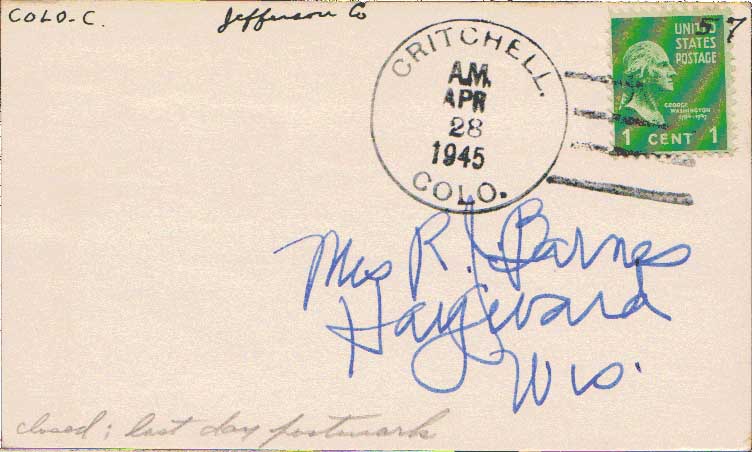 COLO-C.
Jefferson Co
57
CRITCHELL,
A.M.
APR
28
1945
COLO.
UNITED
STATES
POSTAGE
GEORGE
WASHINGTON
1 CENT 1
Mrs R. J. Barnes
Hayward
Wis.
closed; last day postmark